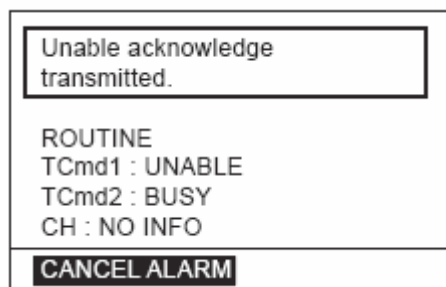 Unable acknowledge
transmitted.
ROUTINE
TCmd1 : UNABLE
TCmd2 : BUSY
CH : NO INFO
CANCEL ALARM